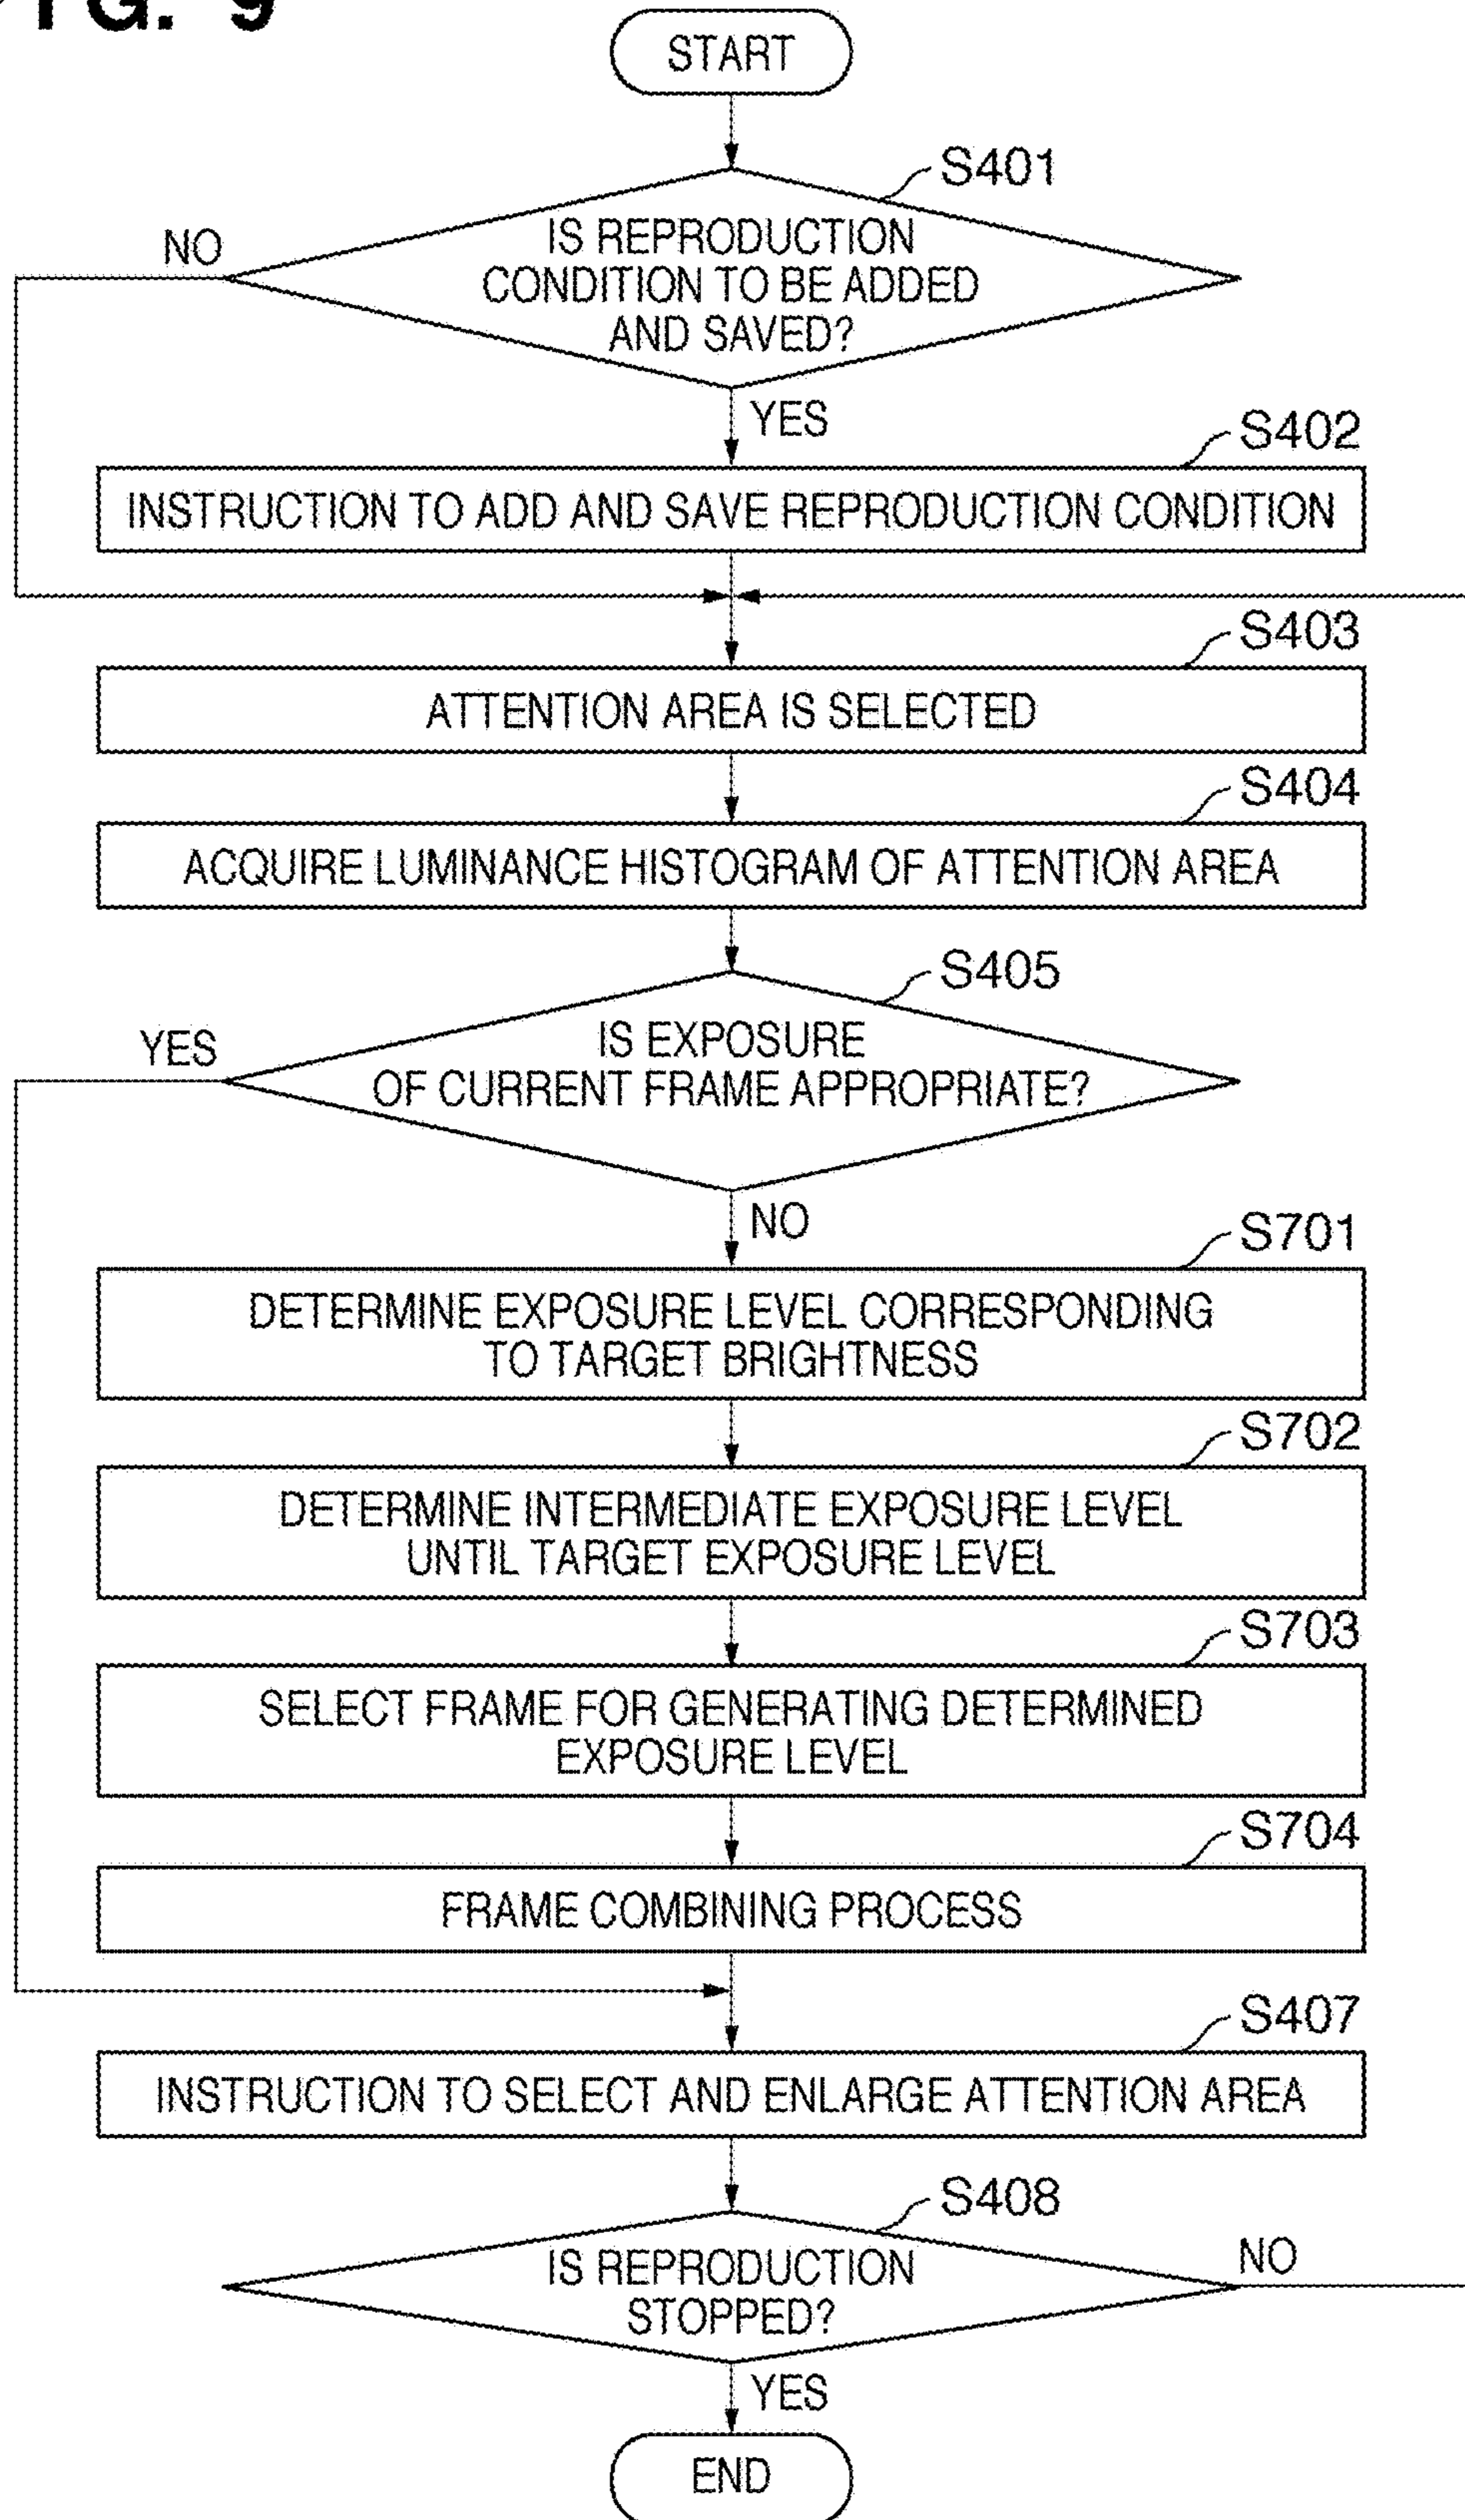 FIG. 9
START
S401
NO
IS REPRODUCTION
CONDITION TO BE ADDED
AND SAVED?
YES
S402
INSTRUCTION TO ADD AND SAVE REPRODUCTION CONDITION
S403
ATTENTION AREA IS SELECTED
S404
ACQUIRE LUMINANCE HISTOGRAM OF ATTENTION AREA
S405
YES
IS EXPOSURE
OF CURRENT FRAME APPROPRIATE?
NO
S701
DETERMINE EXPOSURE LEVEL CORRESPONDING
TO TARGET BRIGHTNESS
S702
DETERMINE INTERMEDIATE EXPOSURE LEVEL
UNTIL TARGET EXPOSURE LEVEL
S703
SELECT FRAME FOR GENERATING DETERMINED
EXPOSURE LEVEL
S704
FRAME COMBINING PROCESS
S407
INSTRUCTION TO SELECT AND ENLARGE ATTENTION AREA
S408
IS REPRODUCTION
STOPPED?
NO
YES
END